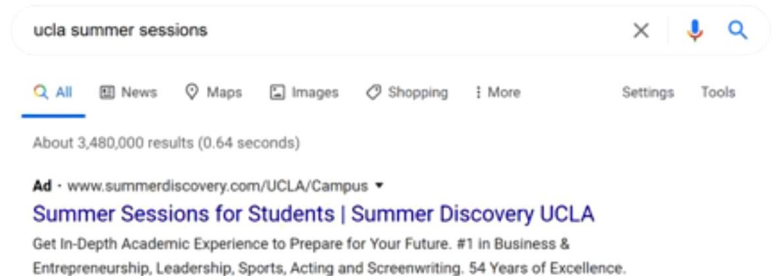 ucla summer sessions
All News Maps Images Shopping More Settings Tools
About 3,480,000 results (0.64 seconds)
Ad · www.summerdiscovery.com/UCLA/Campus
Summer Sessions for Students | Summer Discovery UCLA
Get In-Depth Academic Experience to Prepare for Your Future. #1 in Business &
Entrepreneurship, Leadership, Sports, Acting and Screenwriting. 54 Years of Excellence.